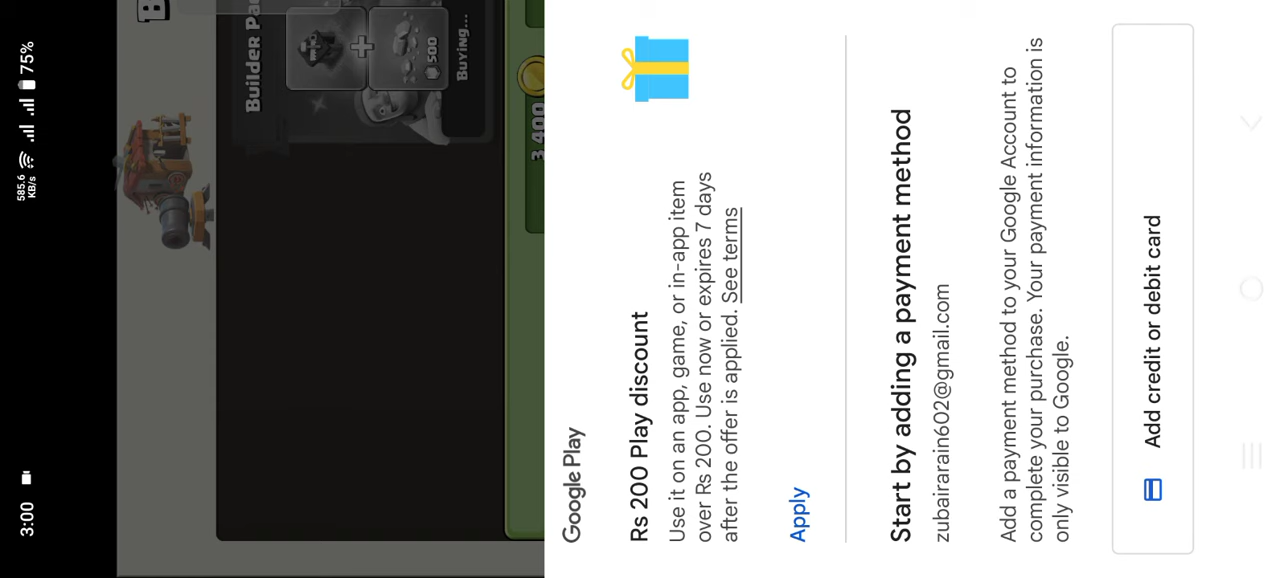 3:00
585.6
KB/s
75%
B
Builder Pa
500
Buying...
3 400
Google Play
Rs 200 Play discount
Use it on an app, game, or in-app item
over Rs 200. Use now or expires 7 days
after the offer is applied. See terms
Apply
Start by adding a payment method
zubairarain602@gmail.com
Add a payment method to your Google Account to
complete your purchase. Your payment information is
only visible to Google.
Add credit or debit card